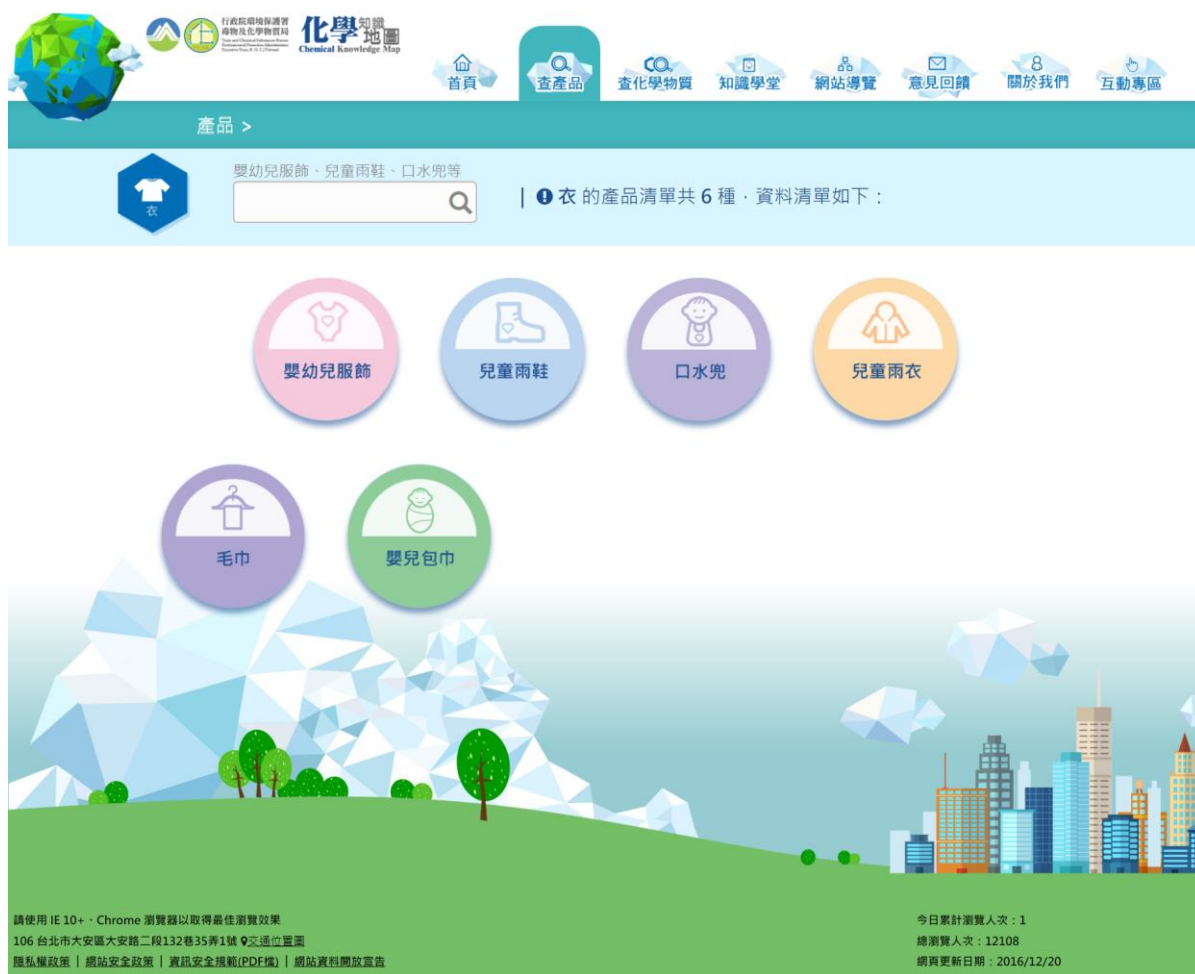 行政院環境保護署
毒物及化學物質局
化學知識地圖
Chemical Knowledge Map
首頁
查產品
查化學物質
知識學堂
網站導覽
意見回饋
關於我們
互動專區
產品 >
衣
嬰幼兒服飾、兒童雨鞋、口水兜等
| 衣 的產品清單共 6 種，資料清單如下：
嬰幼兒服飾
兒童雨鞋
口水兜
兒童雨衣
毛巾
嬰兒包巾
請使用 IE 10+、Chrome 瀏覽器以取得最佳瀏覽效果
106 台北市大安區大安路二段132巷35弄1號 交通位置圖
隱私權政策 | 網站安全政策 | 資訊安全規範(PDF檔) | 網站資料開放宣告
今日累計瀏覽人次：1
總瀏覽人次：12108
網頁更新日期：2016/12/20